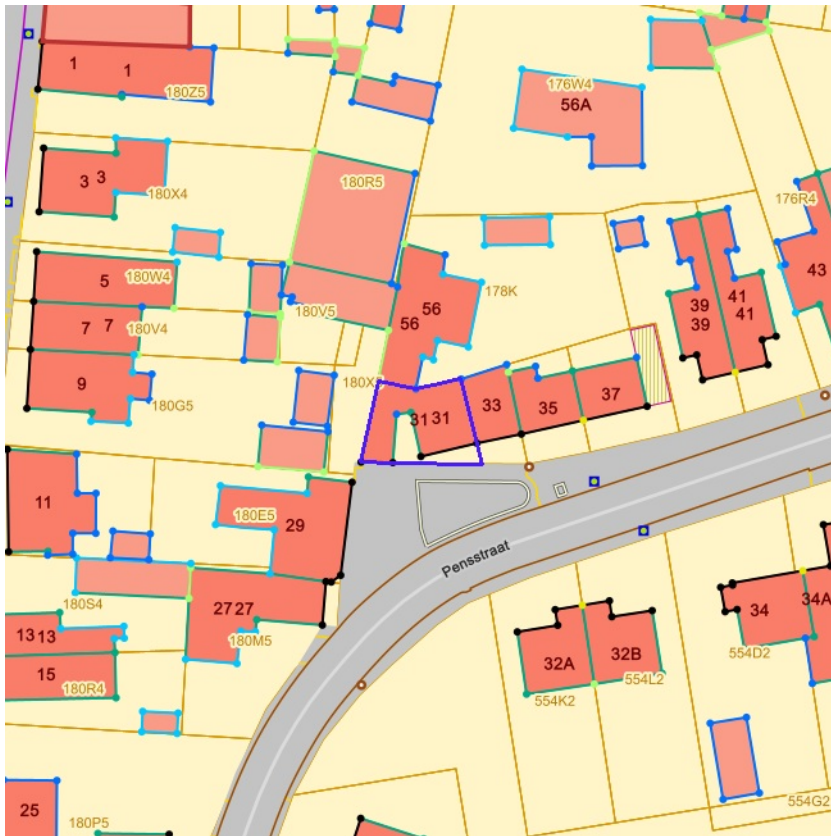 1 1
180Z5
176W4
56A
3 3
180X4
180R5
176R4
5
180W4
7 7
180V4
180V5
56
56
178K
39
39
41
41
43
9
180G5
180X
31 31
33
35
37
11
180E5
29
Pensstraat
180S4
27 27
180M5
13 13
15
180R4
32A
32B
554K2
554L2
34
34A
554D2
25
180P5
554G2